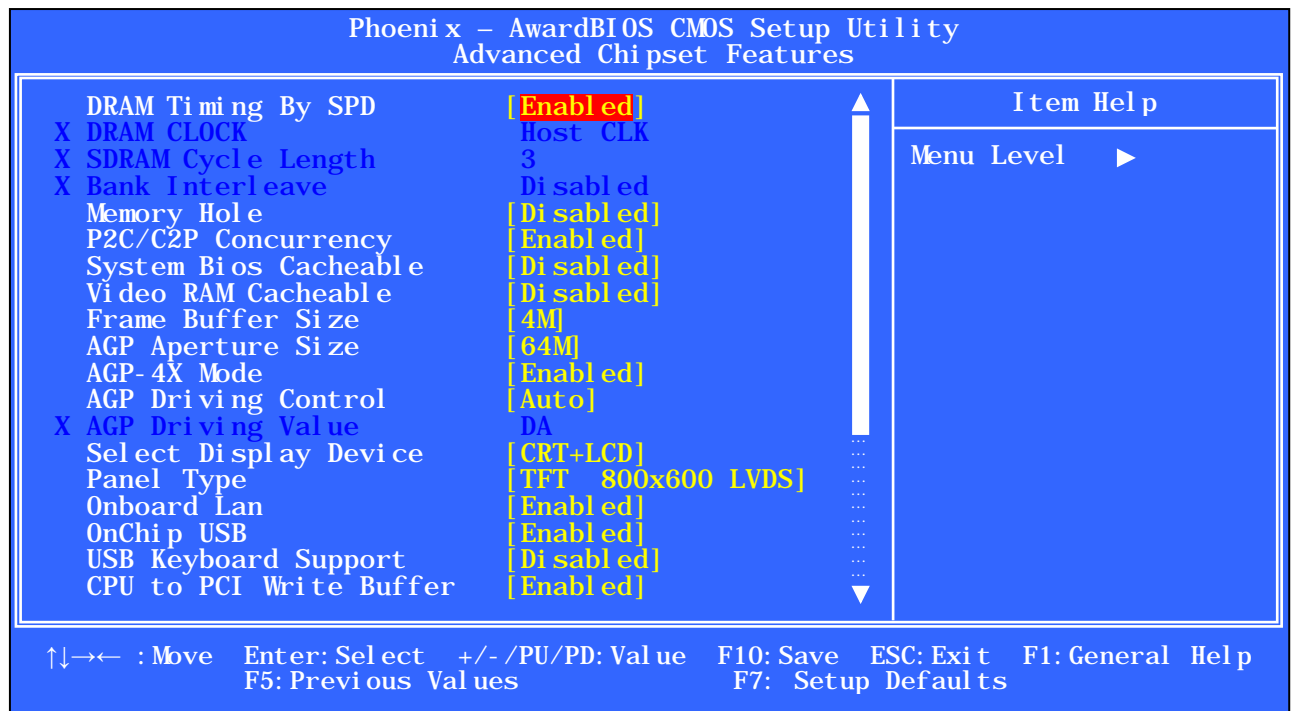 Phoenix – AwardBIOS CMOS Setup Utility
Advanced Chipset Features
DRAM Timing By SPD [Enabled]
X DRAM CLOCK Host CLK
X SDRAM Cycle Length 3
X Bank Interleave Disabled
Memory Hole [Disabled]
P2C/C2P Concurrency [Enabled]
System Bios Cacheable [Disabled]
Video RAM Cacheable [Disabled]
Frame Buffer Size [4M]
AGP Aperture Size [64M]
AGP-4X Mode [Enabled]
AGP Driving Control [Auto]
X AGP Driving Value DA
Select Display Device [CRT+LCD]
Panel Type [TFT 800x600 LVDS]
Onboard Lan [Enabled]
OnChip USB [Enabled]
USB Keyboard Support [Disabled]
CPU to PCI Write Buffer [Enabled]
Item Help
Menu Level ▶
↑↓→← :Move Enter:Select +/-/PU/PD:Value F10:Save ESC:Exit F1:General Help
F5:Previous Values F7: Setup Defaults